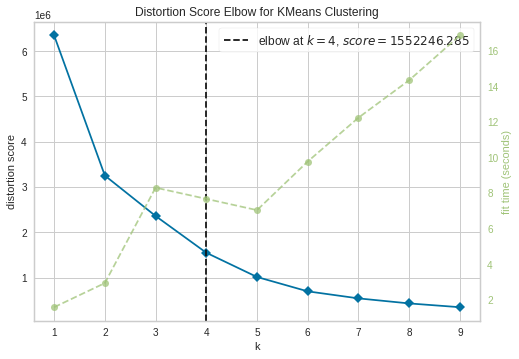 Distortion Score Elbow for KMeans Clustering
1e6
elbow at k = 4, score = 1552246.285
distortion score
6
5
4
3
2
1
fit time (seconds)
16
14
12
10
8
6
4
2
1 2 3 4 5 6 7 8 9
k